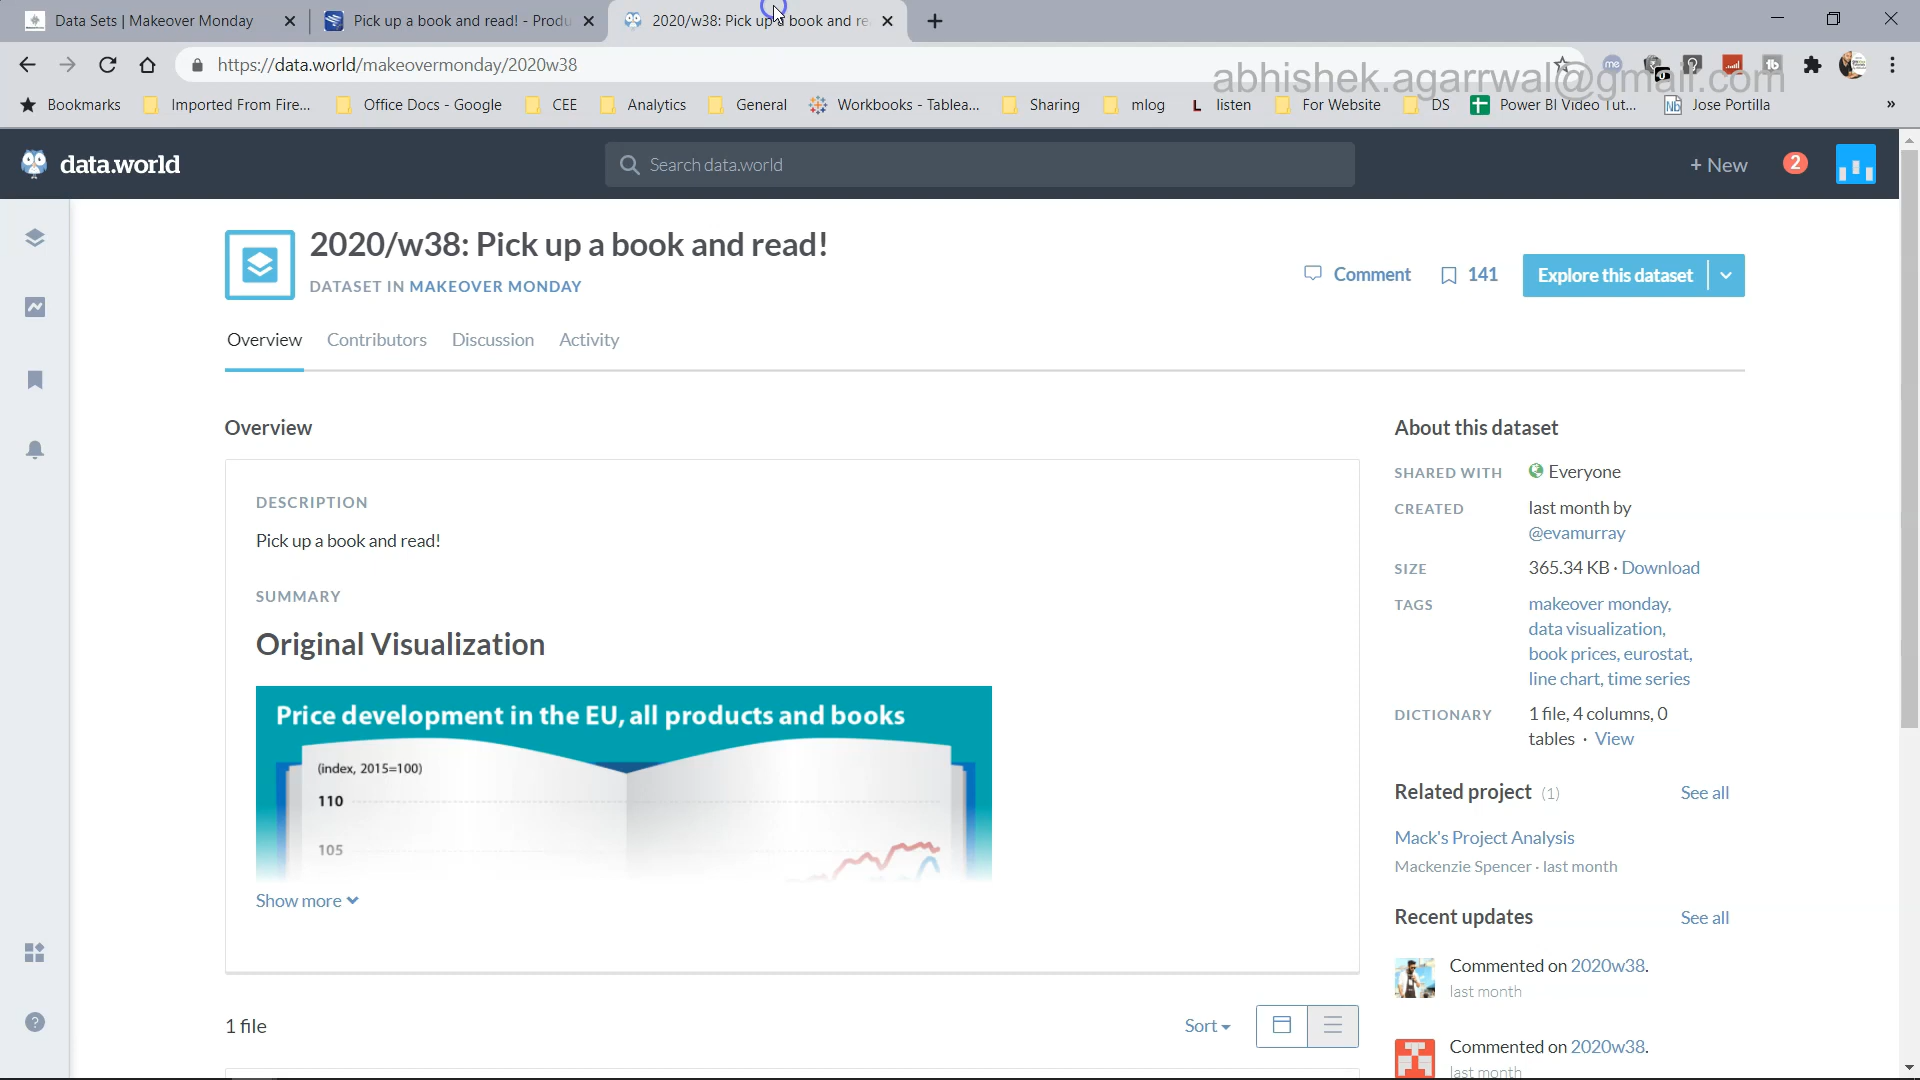 Data Sets | Makeover Monday
Pick up a book and read! - Produ
2020/w38: Pick up a book and re
https://data.world/makeovermonday/2020w38
abhishek.agarrwal@gmail.com
Bookmarks
Imported From Fire...
Office Docs - Google
CEE
Analytics
General
Workbooks - Tablea...
Sharing
mlog
L listen
For Website
DS
Power BI Video Tut...
Nb Jose Portilla
»
data.world
Search data.world
+ New
2
2020/w38: Pick up a book and read!
DATASET IN MAKEOVER MONDAY
Comment
141
Explore this dataset
Overview
Contributors
Discussion
Activity
Overview
DESCRIPTION
Pick up a book and read!
SUMMARY
Original Visualization
Price development in the EU, all products and books
(index, 2015=100)
110
105
Show more
1 file
Sort
About this dataset
SHARED WITH Everyone
CREATED last month by
@evamurray
SIZE 365.34 KB · Download
TAGS makeover monday,
data visualization,
book prices, eurostat,
line chart, time series
DICTIONARY 1 file, 4 columns, 0
tables · View
Related project (1) See all
Mack's Project Analysis
Mackenzie Spencer · last month
Recent updates See all
Commented on 2020w38.
last month
Commented on 2020w38.
last month